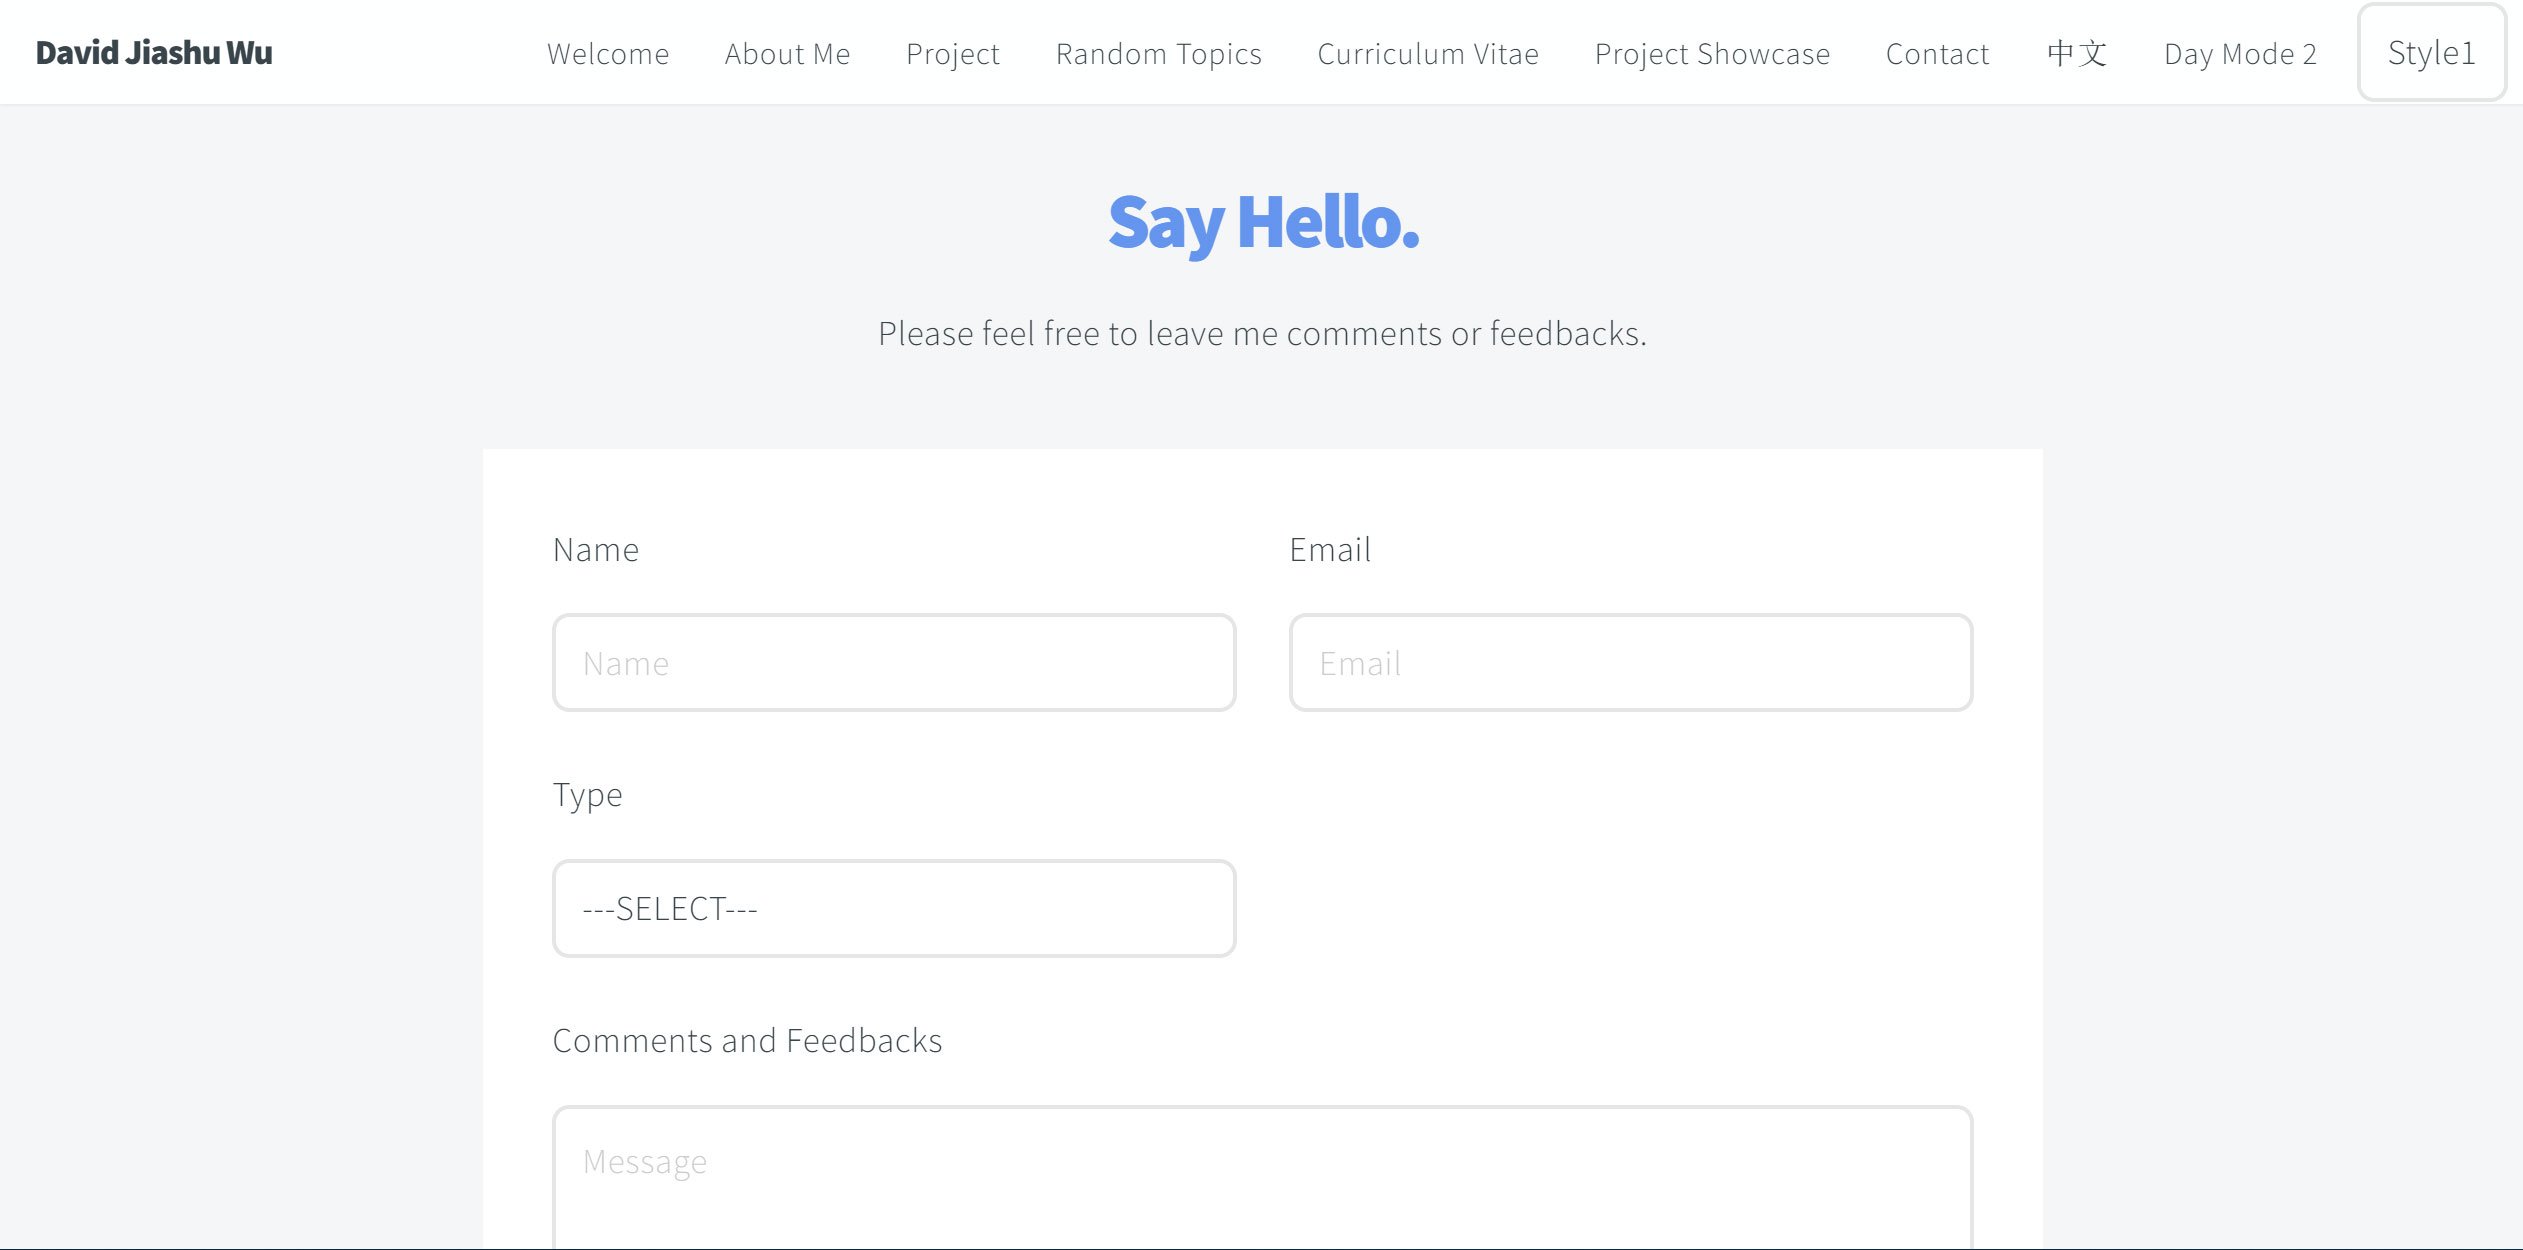 David Jiashu Wu Welcome About Me Project Random Topics Curriculum Vitae Project Showcase Contact 中文 Day Mode 2 Style1
Say Hello.
Please feel free to leave me comments or feedbacks.
Name Email
Name Email
Type
---SELECT---
Comments and Feedbacks
Message